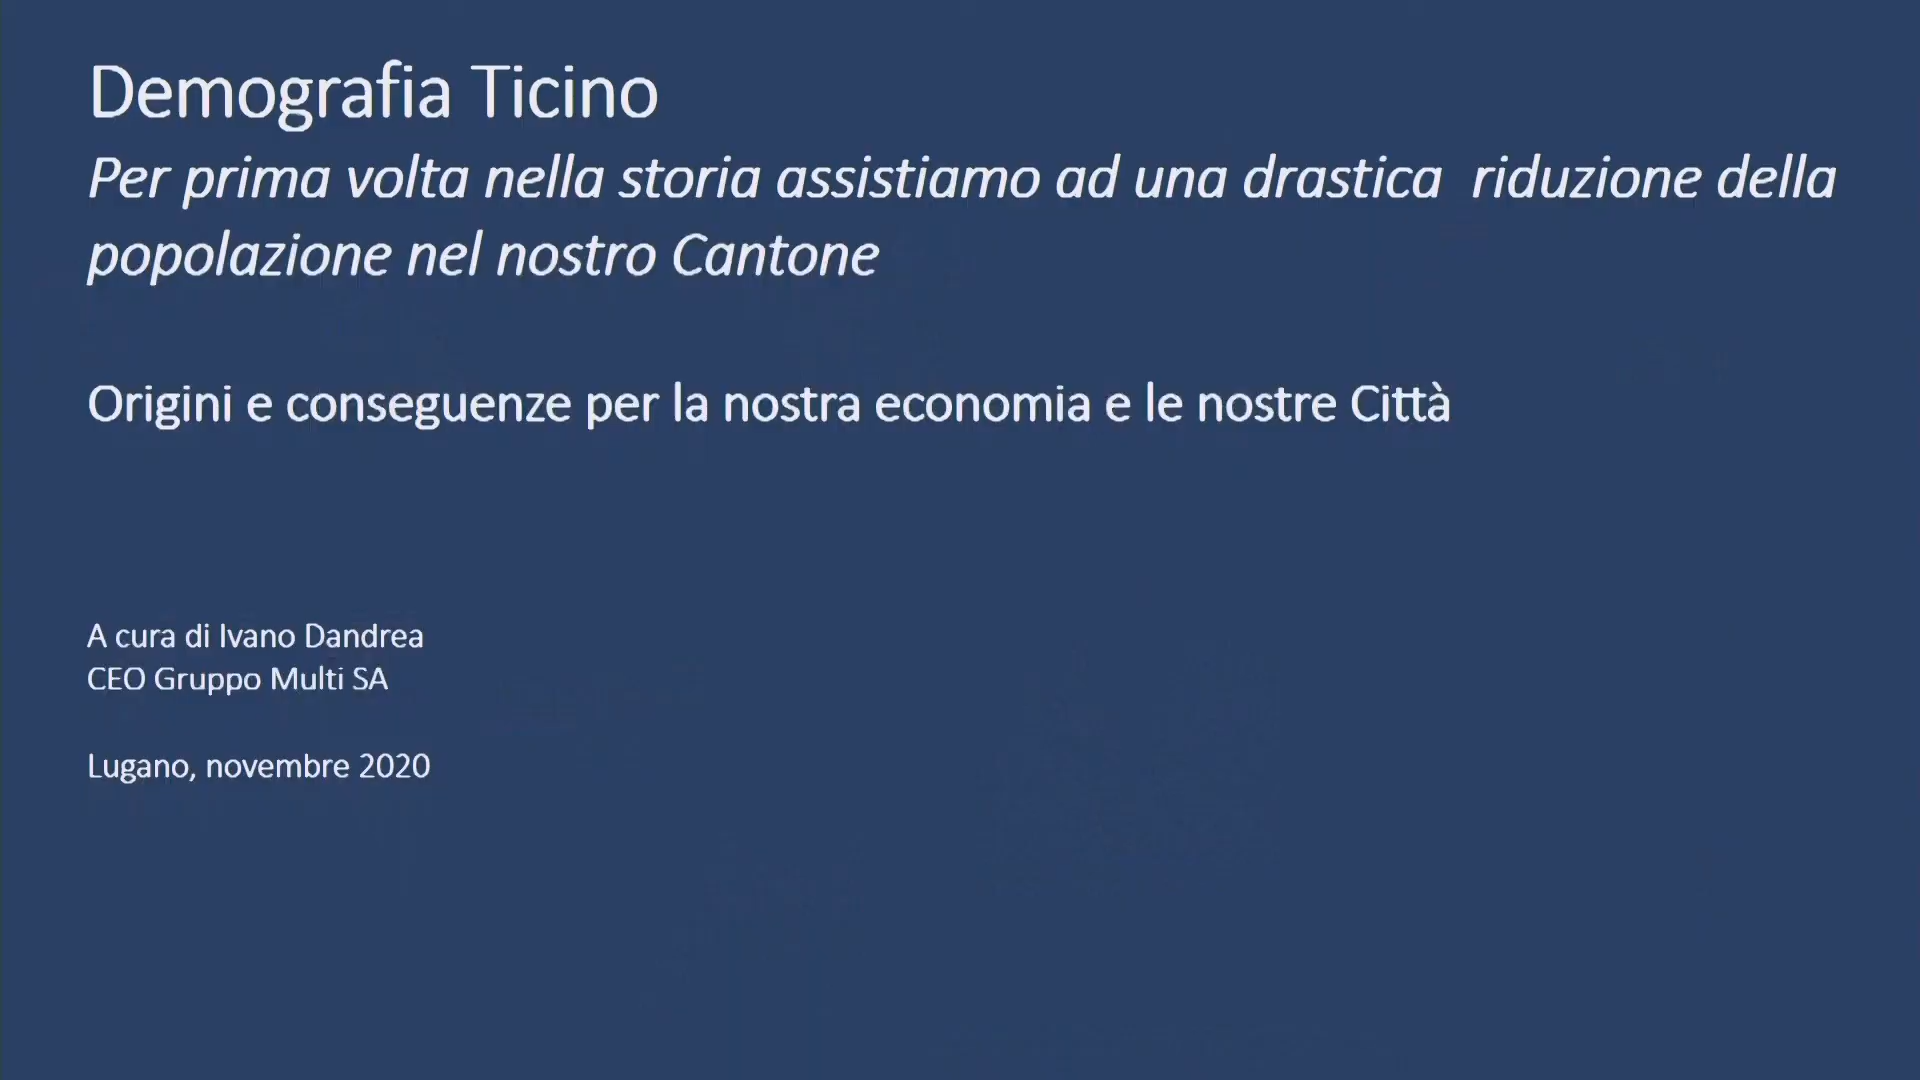 Demografia Ticino
Per prima volta nella storia assistiamo ad una drastica riduzione della
popolazione nel nostro Cantone
Origini e conseguenze per la nostra economia e le nostre Città
A cura di Ivano Dandrea
CEO Gruppo Multi SA
Lugano, novembre 2020